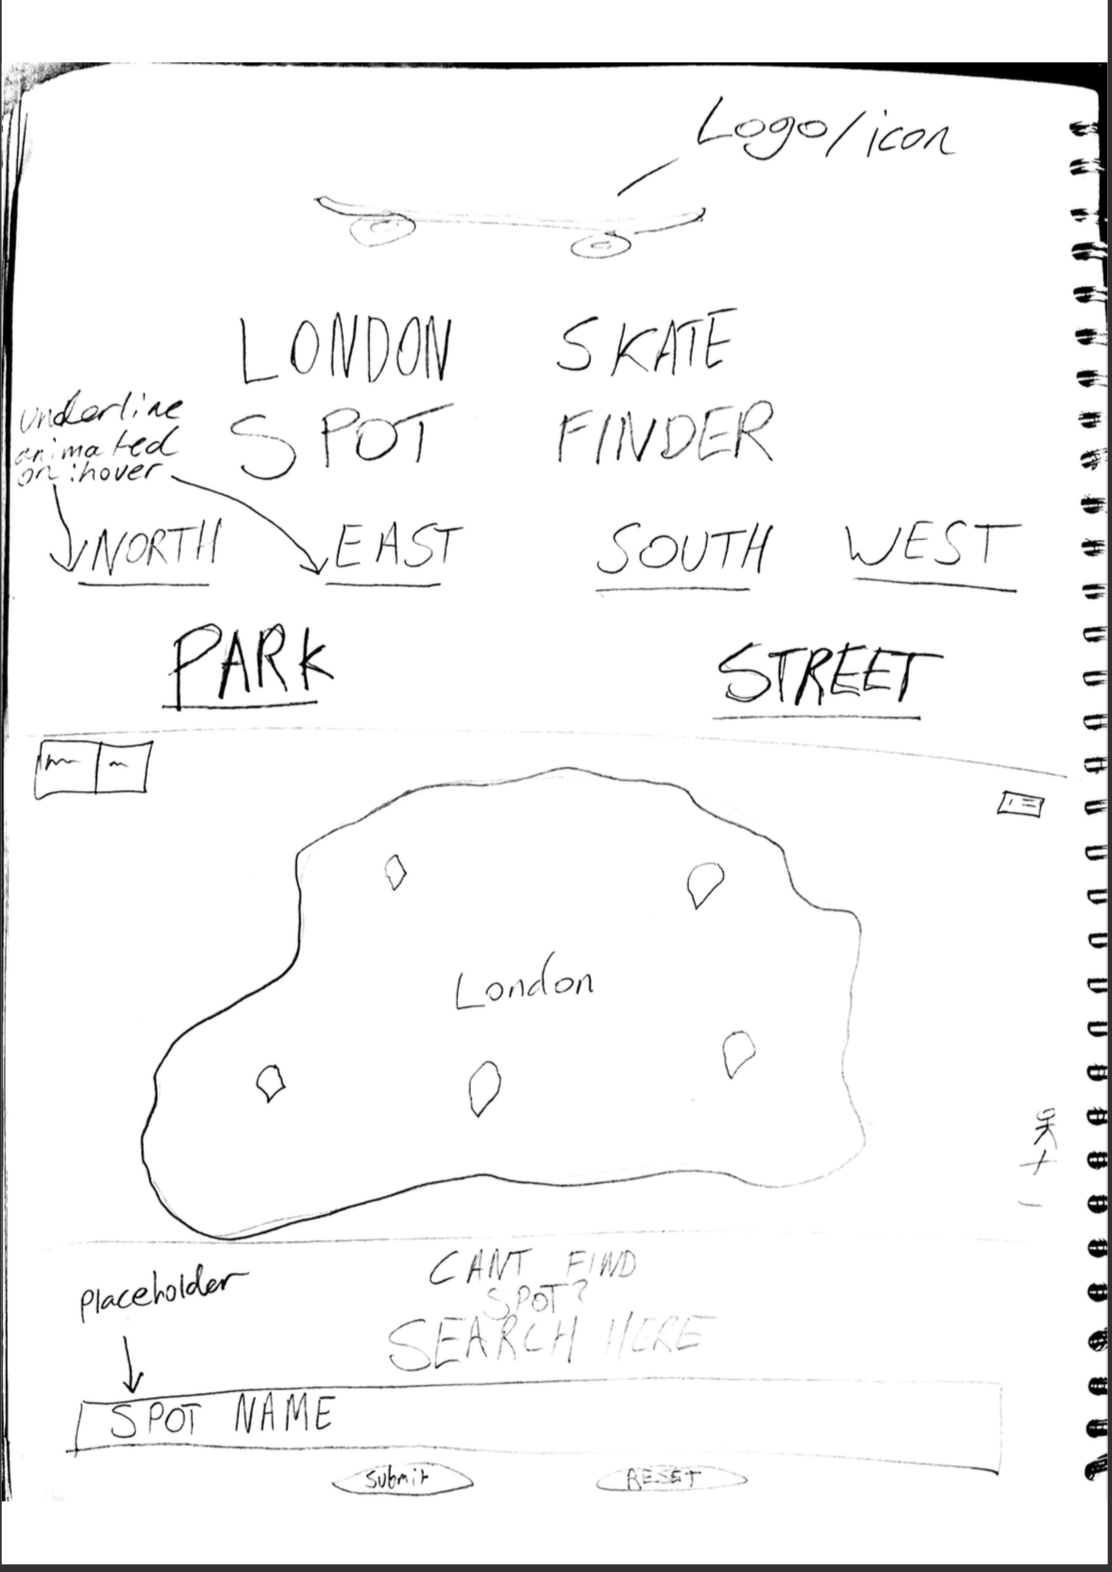 Logo/icon
LONDON SKATE
SPOT FINDER
underline
animated
on :hover
NORTH EAST SOUTH WEST
PARK STREET
London
placeholder
CANT FIND
SPOT?
SEARCH HERE
SPOT NAME
Submit RESET